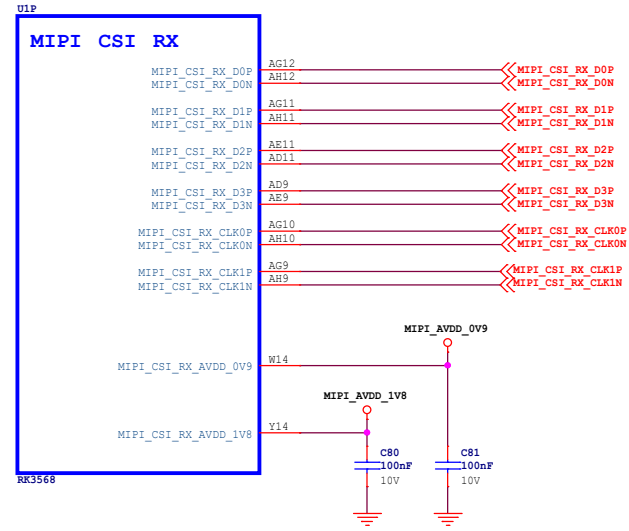 U1P
MIPI CSI RX
MIPI_CSI_RX_D0P AG12 MIPI_CSI_RX_D0P
MIPI_CSI_RX_D0N AH12 MIPI_CSI_RX_D0N
MIPI_CSI_RX_D1P AG11 MIPI_CSI_RX_D1P
MIPI_CSI_RX_D1N AH11 MIPI_CSI_RX_D1N
MIPI_CSI_RX_D2P AE11 MIPI_CSI_RX_D2P
MIPI_CSI_RX_D2N AD11 MIPI_CSI_RX_D2N
MIPI_CSI_RX_D3P AD9 MIPI_CSI_RX_D3P
MIPI_CSI_RX_D3N AE9 MIPI_CSI_RX_D3N
MIPI_CSI_RX_CLK0P AG10 MIPI_CSI_RX_CLK0P
MIPI_CSI_RX_CLK0N AH10 MIPI_CSI_RX_CLK0N
MIPI_CSI_RX_CLK1P AG9 MIPI_CSI_RX_CLK1P
MIPI_CSI_RX_CLK1N AH9 MIPI_CSI_RX_CLK1N
MIPI_AVDD_0V9
MIPI_CSI_RX_AVDD_0V9 W14
MIPI_AVDD_1V8
MIPI_CSI_RX_AVDD_1V8 Y14
C80 C81
100nF 100nF
10V 10V
RK3568